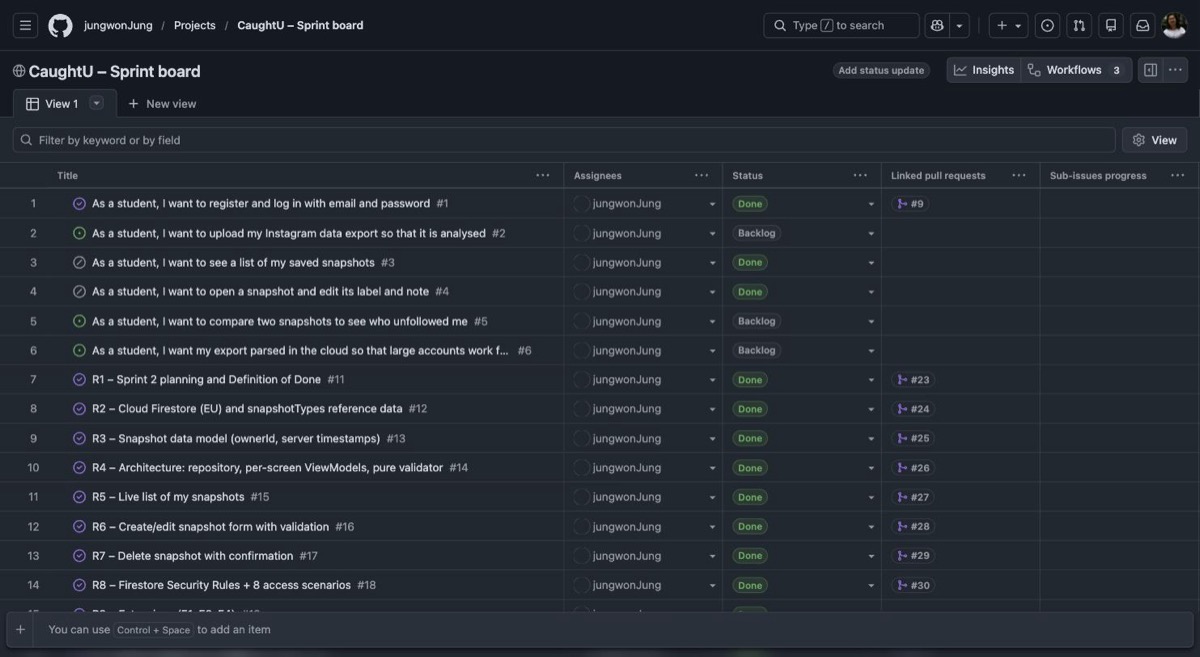 jungwonJung / Projects / CaughtU – Sprint board
Type / to search
CaughtU – Sprint board
Add status update
Insights
Workflows 3
View 1
New view
Filter by keyword or by field
View
Title Assignees Status Linked pull requests Sub-issues progress
1 As a student, I want to register and log in with email and password #1 jungwonJung Done #9
2 As a student, I want to upload my Instagram data export so that it is analysed #2 jungwonJung Backlog
3 As a student, I want to see a list of my saved snapshots #3 jungwonJung Done
4 As a student, I want to open a snapshot and edit its label and note #4 jungwonJung Done
5 As a student, I want to compare two snapshots to see who unfollowed me #5 jungwonJung Backlog
6 As a student, I want my export parsed in the cloud so that large accounts work f... #6 jungwonJung Backlog
7 R1 – Sprint 2 planning and Definition of Done #11 jungwonJung Done #23
8 R2 – Cloud Firestore (EU) and snapshotTypes reference data #12 jungwonJung Done #24
9 R3 – Snapshot data model (ownerId, server timestamps) #13 jungwonJung Done #25
10 R4 – Architecture: repository, per-screen ViewModels, pure validator #14 jungwonJung Done #26
11 R5 – Live list of my snapshots #15 jungwonJung Done #27
12 R6 – Create/edit snapshot form with validation #16 jungwonJung Done #28
13 R7 – Delete snapshot with confirmation #17 jungwonJung Done #29
14 R8 – Firestore Security Rules + 8 access scenarios #18 jungwonJung Done #30
You can use Control + Space to add an item